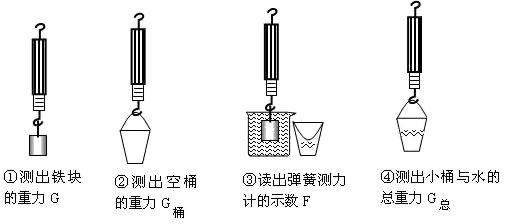 ①测出铁块
的重力G
②测出空桶
的重力G桶
③读出弹簧测力
计的示数F
④测出小桶与水的
总重力G总